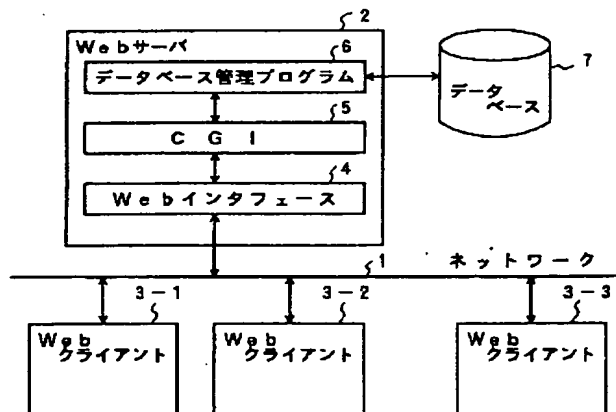 2
Webサーバ
6
データベース管理プログラム
7
データ
ベース
5
CGI
4
Webインタフェース
1
ネットワーク
3-1
3-2
3-3
Web
クライアント
Web
クライアント
Web
クライアント